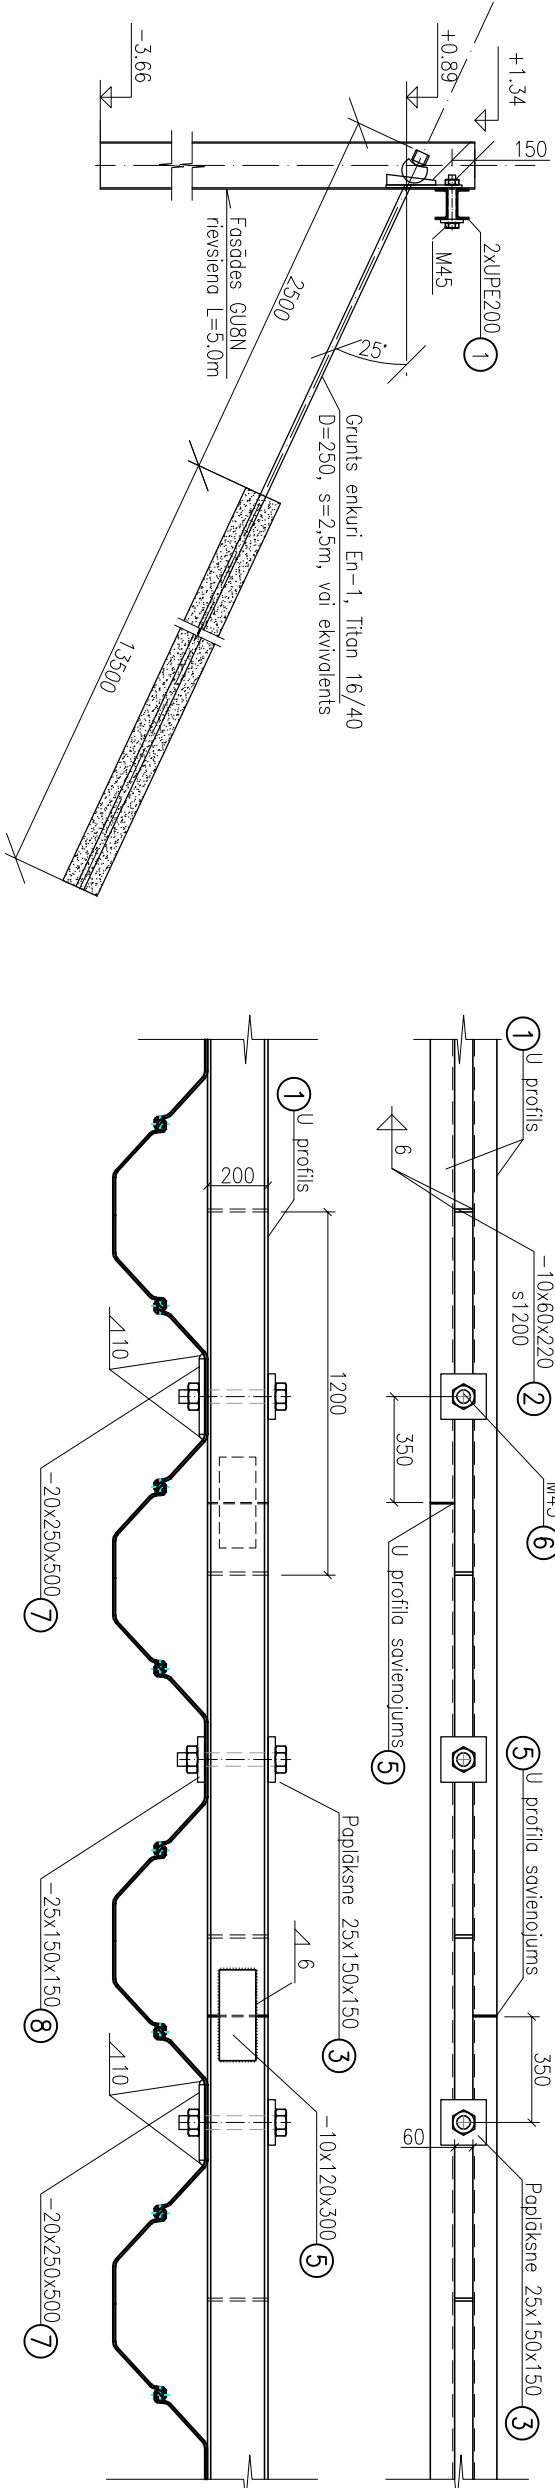 +1.34
+0.89
-3.66
150
2xUPE200
1
M45
Fasādes GU8N
rievsiena L=5.0m
25°
2500
Grunts enkuri En-1, Titan 16/40
D=250, s=2,5m, vai ekvivalents
13500
1
U profils
6
-10x60x220
s1200
2
M45
6
350
U profila savienojums
5
5
U profila savienojums
350
60
Paplāksne 25x150x150
3
1
U profils
200
1200
10
-20x250x500
7
Paplāksne 25x150x150
3
-25x150x150
8
6
-10x120x300
5
10
-20x250x500
7